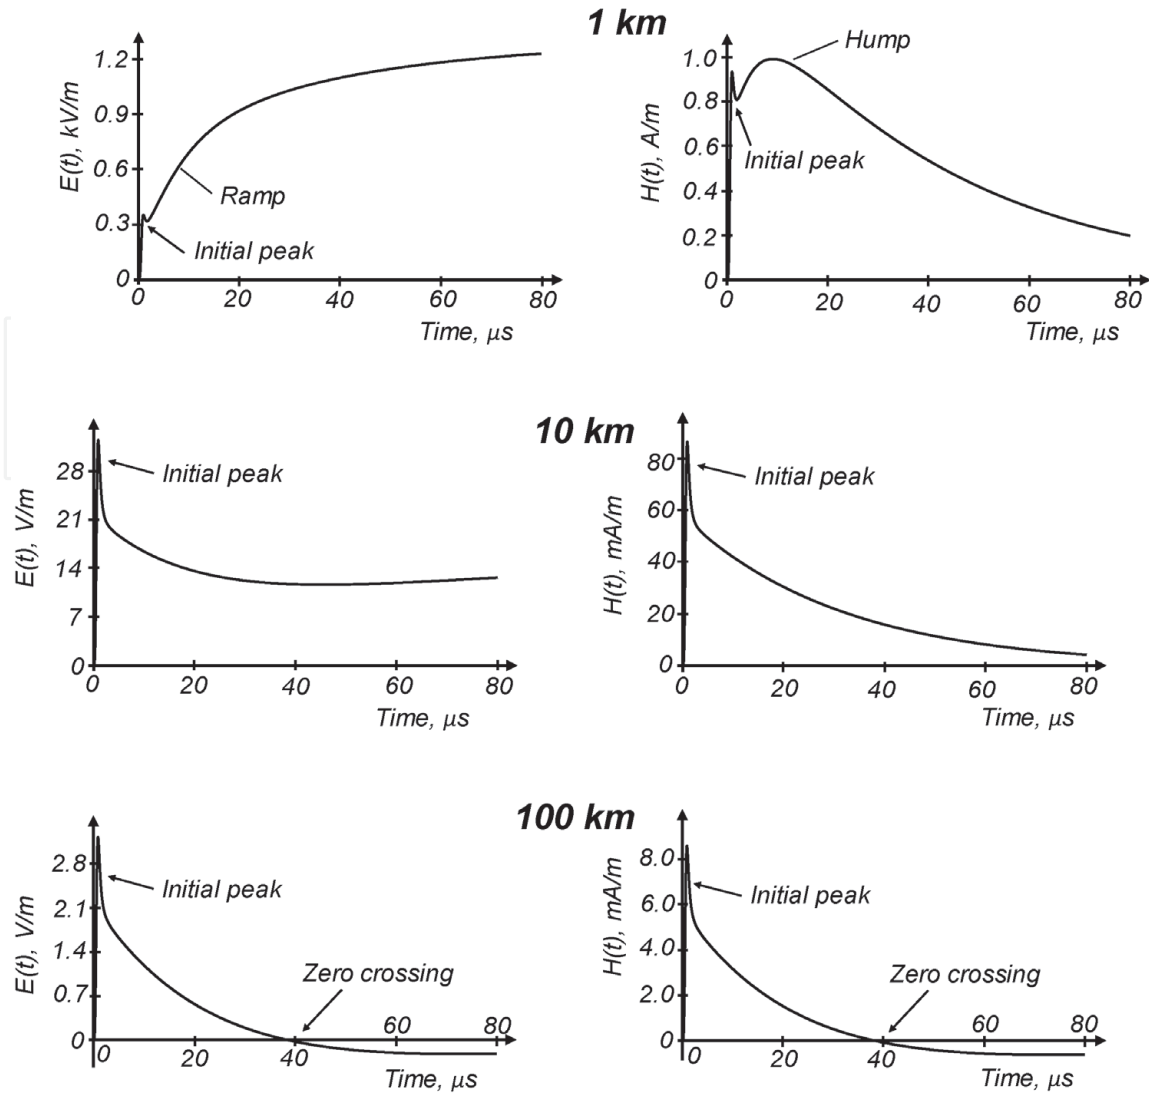 1 km
E(t), kV/m
1.2
0.9
0.6
0.3
0
Ramp
Initial peak
0 20 40 60 80
Time, μs
H(t), A/m
1.0
0.8
0.6
0.4
0.2
0
Hump
Initial peak
0 20 40 60 80
Time, μs
10 km
E(t), V/m
28
21
14
7
0
Initial peak
0 20 40 60 80
Time, μs
H(t), mA/m
80
60
40
20
0
Initial peak
0 20 40 60 80
Time, μs
100 km
E(t), V/m
2.8
2.1
1.4
0.7
0
Initial peak
Zero crossing
60 80
0 20 40
Time, μs
H(t), mA/m
8.0
6.0
4.0
2.0
0
Initial peak
Zero crossing
60 80
0 20 40
Time, μs